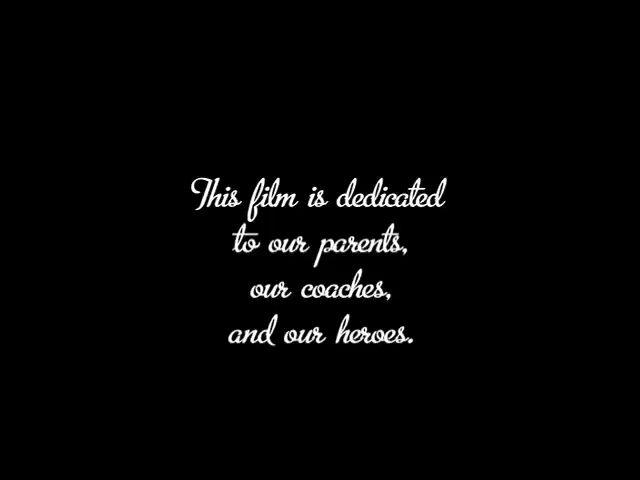 This film is dedicated
to our parents,
our coaches,
and our heroes.